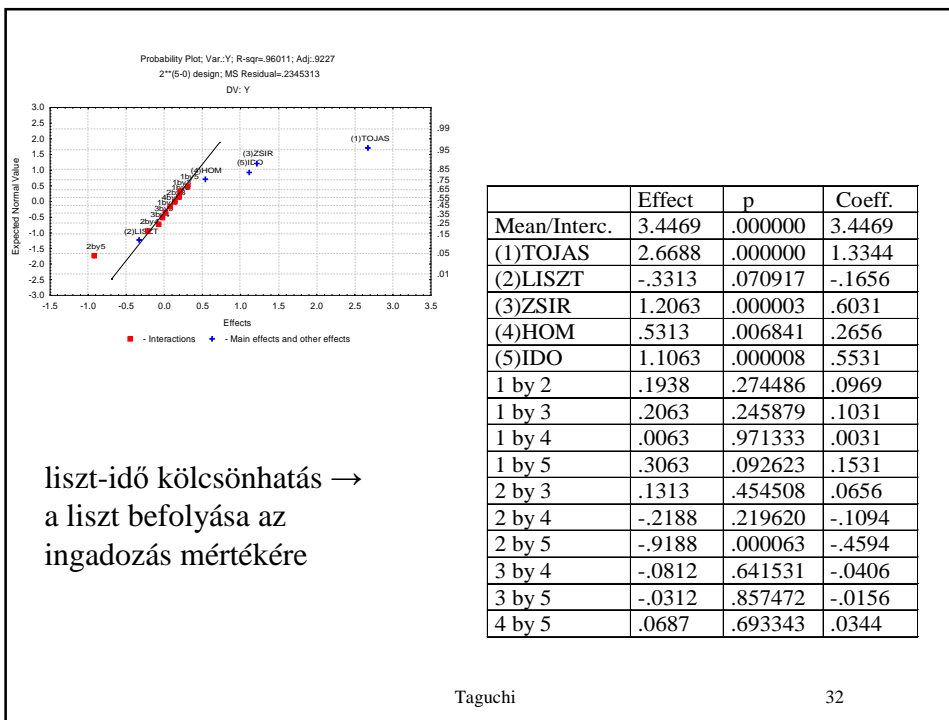 Probability Plot; Var.:Y; R-sqr=.96011; Adj:.9227
2**(5-0) design; MS Residual=.2345313
DV: Y
Expected Normal Value
3.0
2.5
2.0
1.5
1.0
0.5
0.0
-0.5
-1.0
-1.5
-2.0
-2.5
-3.0
.99
.95
.85
.75
.65
.55
.45
.35
.25
.15
.05
.01
(1)TOJAS
(3)ZSIR
(5)IDO
(4)HOM
1by5
(2)LISZT
2by5
-1.5 -1.0 -0.5 0.0 0.5 1.0 1.5 2.0 2.5 3.0 3.5
Effects
- Interactions - Main effects and other effects
liszt-idő kölcsönhatás →
a liszt befolyása az
ingadozás mértékére
Effect p Coeff.
Mean/Interc. 3.4469 .000000 3.4469
(1)TOJAS 2.6688 .000000 1.3344
(2)LISZT -.3313 .070917 -.1656
(3)ZSIR 1.2063 .000003 .6031
(4)HOM .5313 .006841 .2656
(5)IDO 1.1063 .000008 .5531
1 by 2 .1938 .274486 .0969
1 by 3 .2063 .245879 .1031
1 by 4 .0063 .971333 .0031
1 by 5 .3063 .092623 .1531
2 by 3 .1313 .454508 .0656
2 by 4 -.2188 .219620 -.1094
2 by 5 -.9188 .000063 -.4594
3 by 4 -.0812 .641531 -.0406
3 by 5 -.0312 .857472 -.0156
4 by 5 .0687 .693343 .0344
Taguchi 32